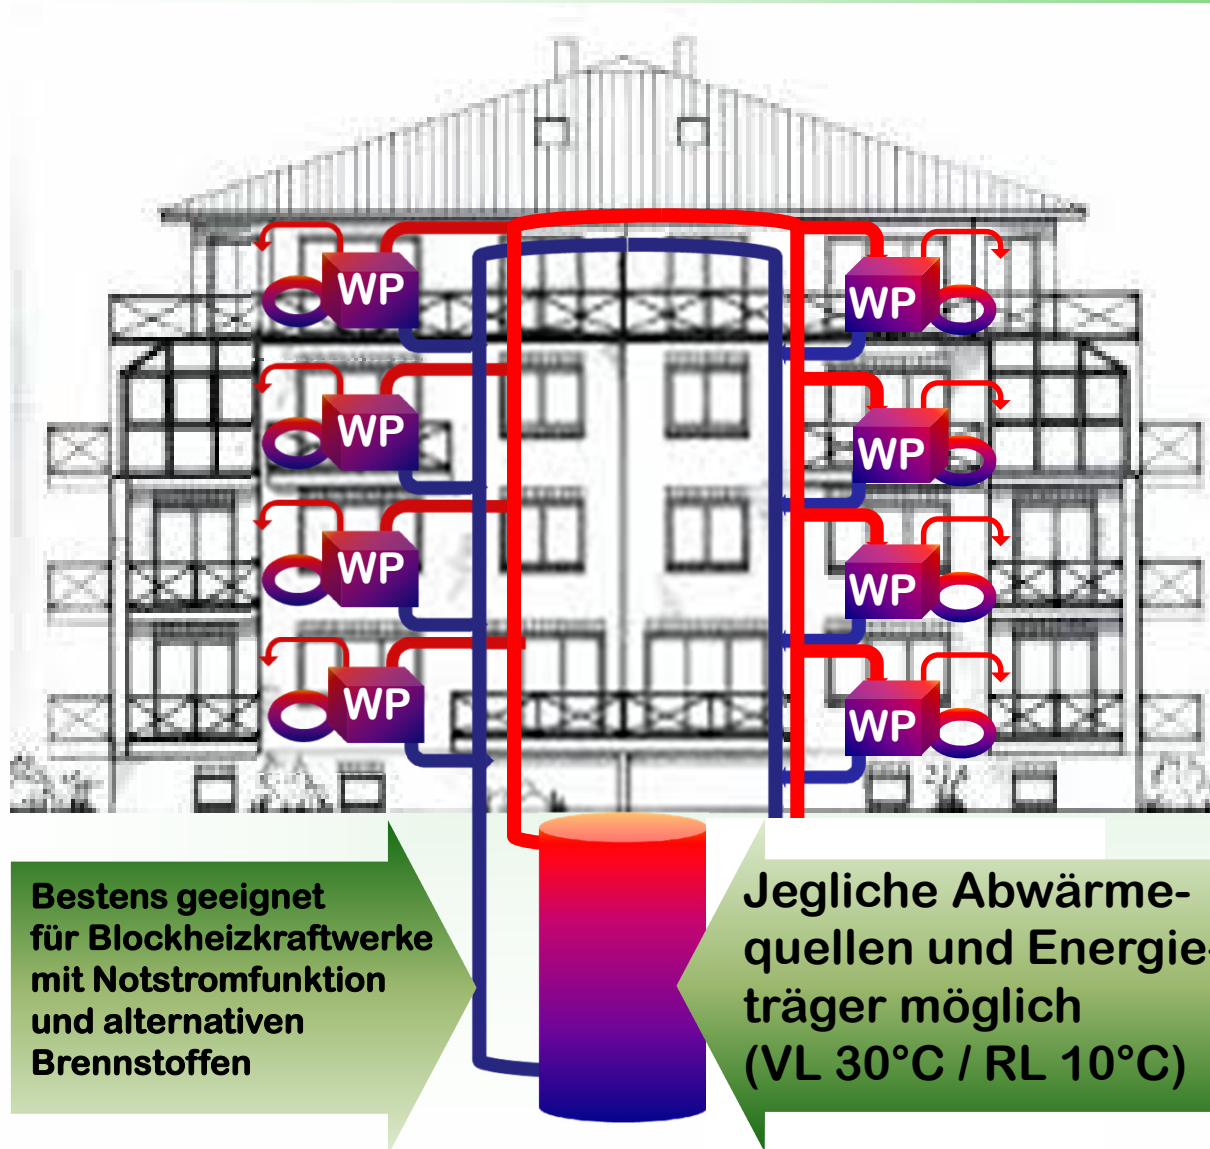 WP
WP
WP
WP
WP
WP
WP
WP
Bestens geeignet
für Blockheizkraftwerke
mit Notstromfunktion
und alternativen
Brennstoffen
Jegliche Abwärme-
quellen und Energie-
träger möglich
(VL 30°C / RL 10°C)